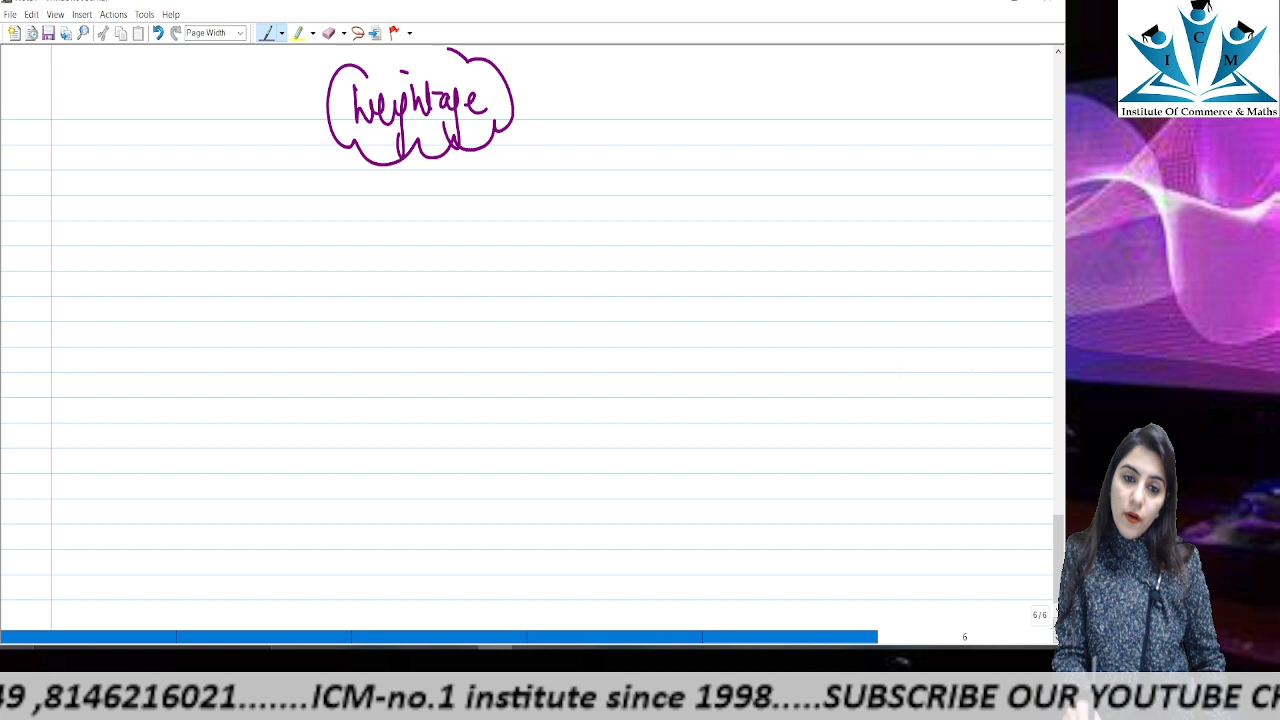 File Edit View Insert Actions Tools Help
Page Width
Weightage
I C M
Institute Of Commerce & Maths
6/6
6
49 ,8146216021.......ICM-no.1 institute since 1998.....SUBSCRIBE OUR YOUTUBE CH